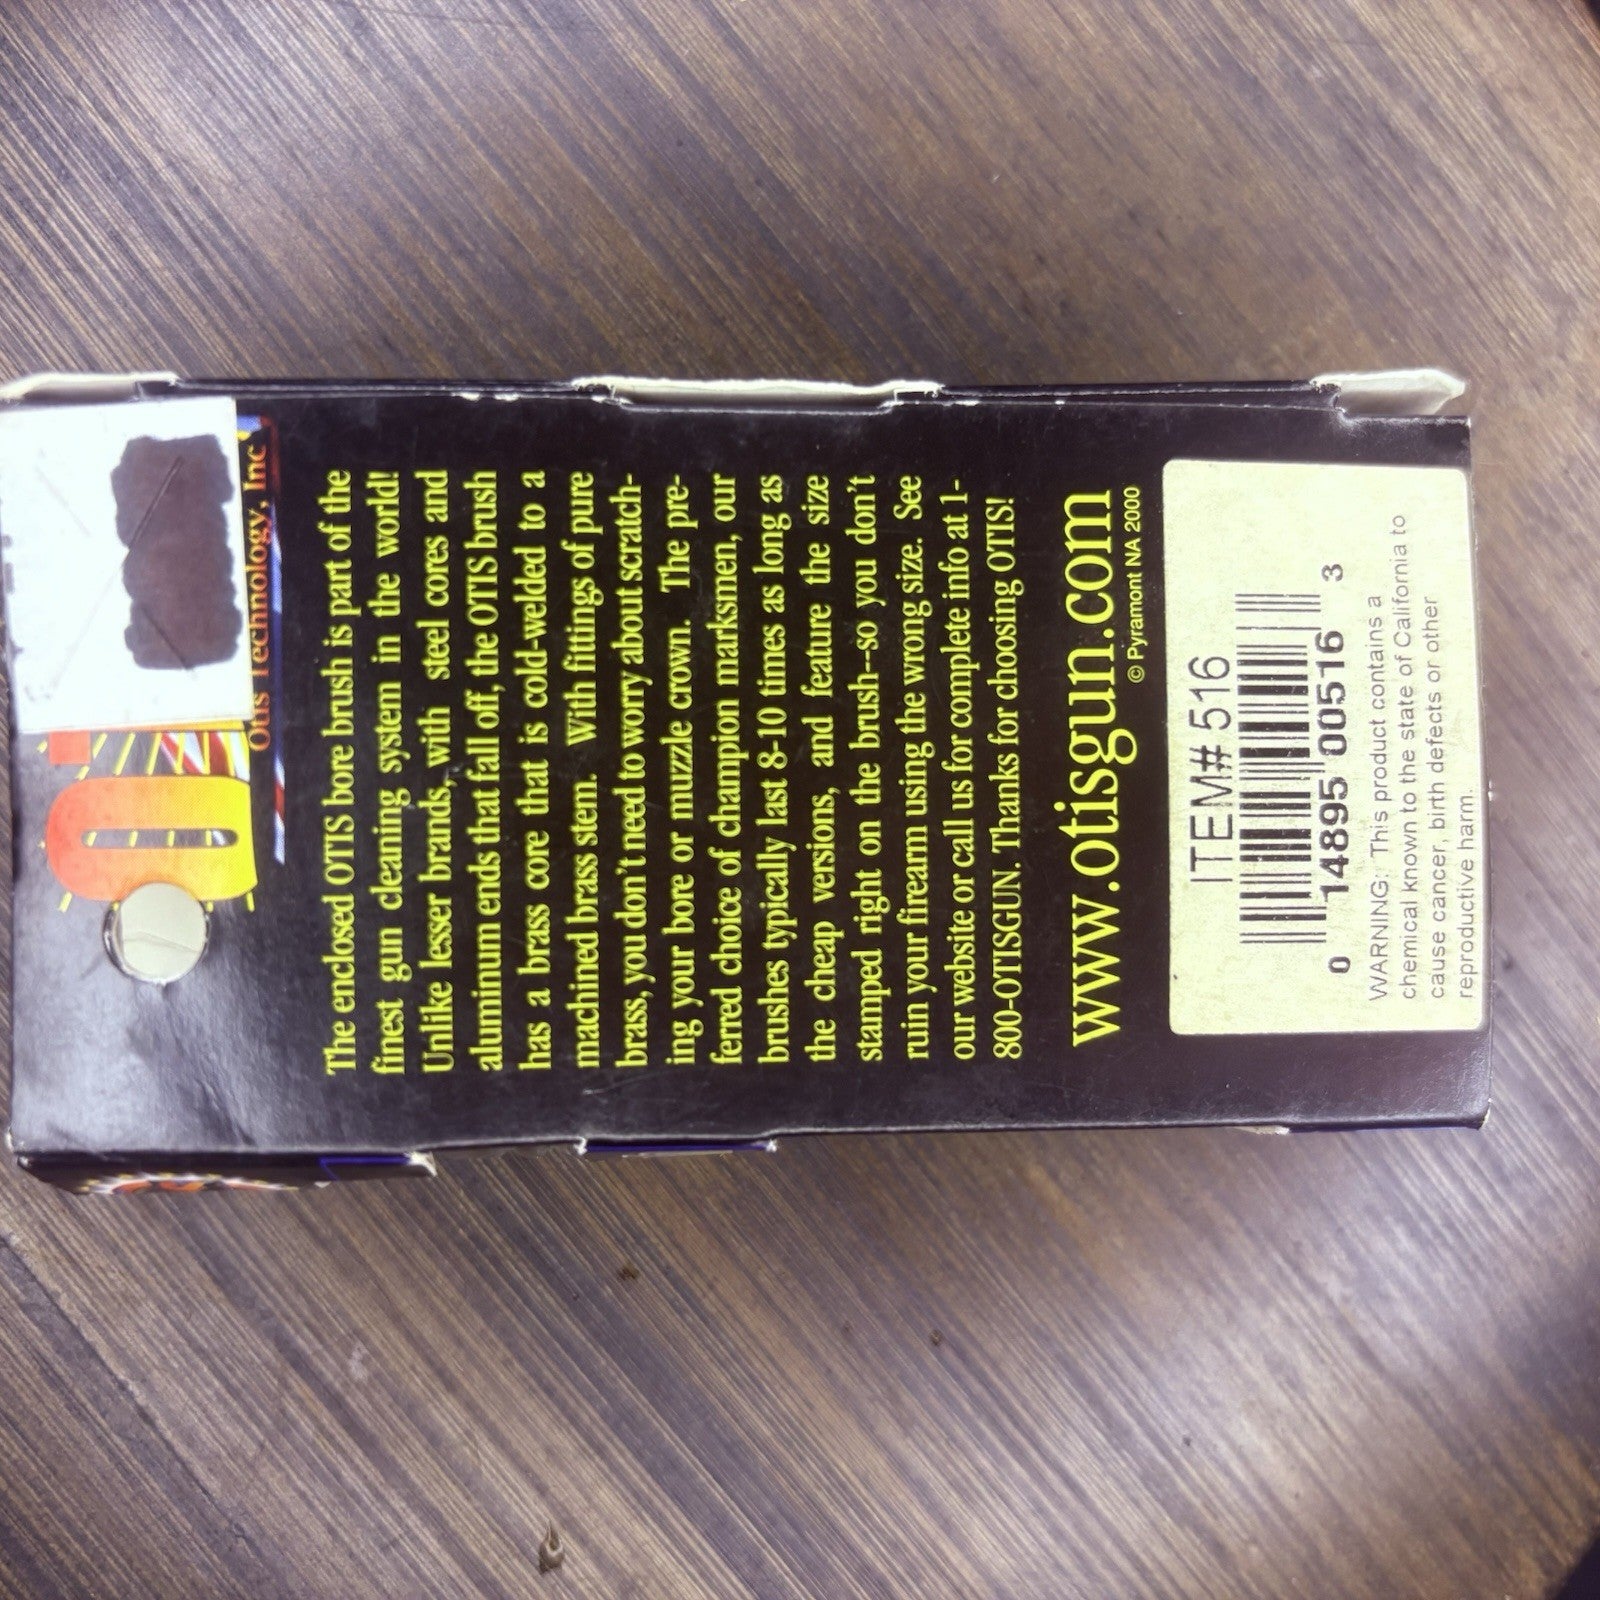 Otis Technology, Inc
The enclosed OTIS bore brush is part of the
finest gun cleaning system in the world!
Unlike lesser brands, with steel cores and
aluminum ends that fall off, the OTIS brush
has a brass core that is cold-welded to a
machined brass stem. With fittings of pure
brass, you don't need to worry about scratch-
ing your bore or muzzle crown. The pre-
ferred choice of champion marksmen, our
brushes typically last 8-10 times as long as
the cheap versions, and feature the size
stamped right on the brush--so you don't
ruin your firearm using the wrong size. See
our website or call us for complete info at 1-
800-OTISGUN. Thanks for choosing OTIS!
www.otisgun.com
© Pyramont NA 2000
ITEM# 516
0 14895 00516 3
WARNING: This product contains a
chemical known to the state of California to
cause cancer, birth defects or other
reproductive harm.